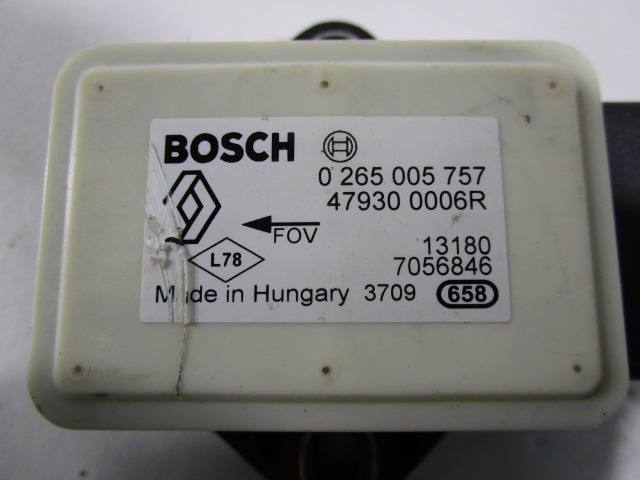 BOSCH
0 265 005 757
47930 0006R
FOV
13180
L78
7056846
Made in Hungary 3709 658